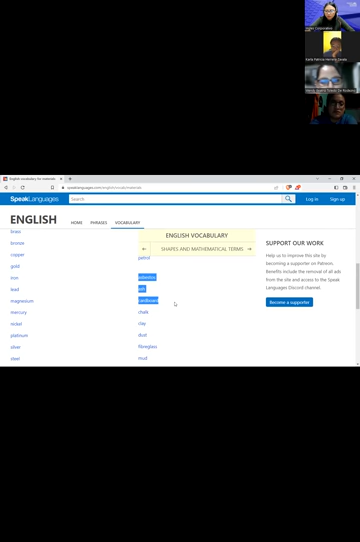 Karla Patricia Herrera Zavala
English vocabulary for materials
speaklanguages.com/english/vocab/materials
SpeakLanguages
Search
Log in
Sign up
ENGLISH
HOME
PHRASES
VOCABULARY
brass
bronze
copper
gold
iron
lead
magnesium
mercury
nickel
platinum
silver
steel
ENGLISH VOCABULARY
← SHAPES AND MATHEMATICAL TERMS →
asbestos
ash
cardboard
chalk
clay
dust
fibreglass
mud
SUPPORT OUR WORK
Help us to improve this site by
becoming a supporter on Patreon.
Benefits include the removal of all ads
from the site and access to the Speak
Languages Discord channel.
Become a supporter